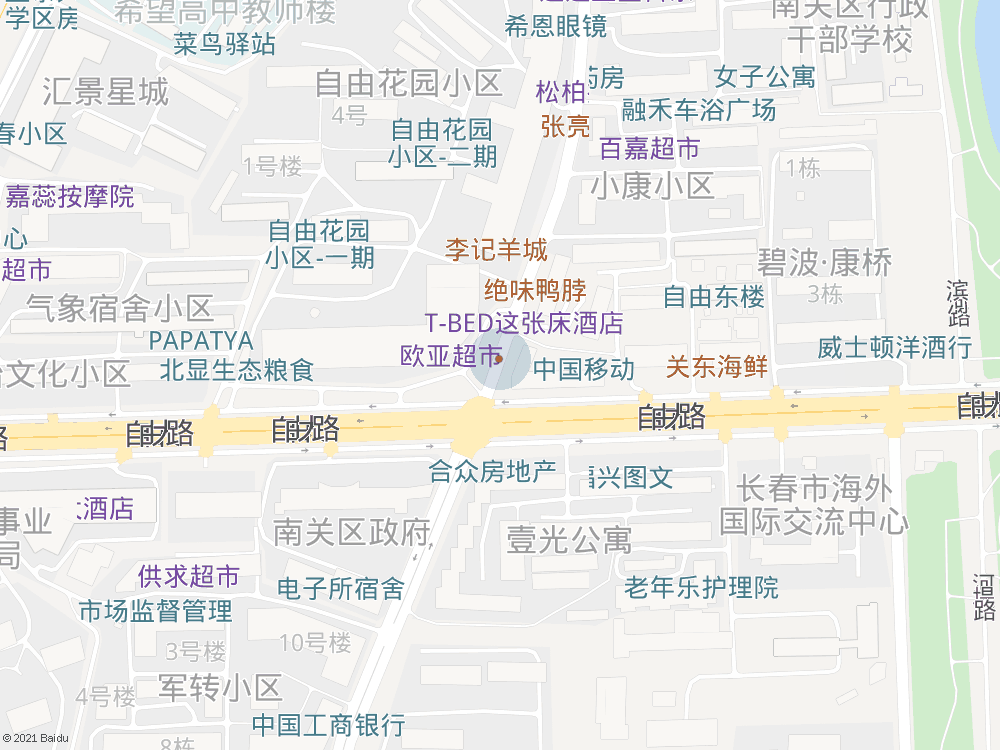 希望高中教师楼
学区房
菜鸟驿站
希恩眼镜
南关区行政
干部学校
汇景星城
自由花园小区
4号
药房
女子公寓
松柏
融禾车浴广场
张亮
春小区
自由花园
小区-二期
百嘉超市
1号楼
小康小区
1栋
嘉蕊按摩院
心
自由花园
小区-一期
李记羊城
超市
碧波·康桥
3栋
绝味鸭脖
自由东楼
气象宿舍小区
T-BED这张床酒店
PAPATYA
欧亚超市
中国移动
威士顿洋酒行
文化小区
北显生态粮食
关东海鲜
自由大路
自由大路
自由大路
路
合众房地产
福兴图文
长春市海外
国际交流中心
酒店
事业
局
南关区政府
壹光公寓
供求超市
电子所宿舍
老年乐护理院
市场监督管理
10号楼
3号楼
4号楼
军转小区
中国工商银行
8栋
© 2021 Baidu